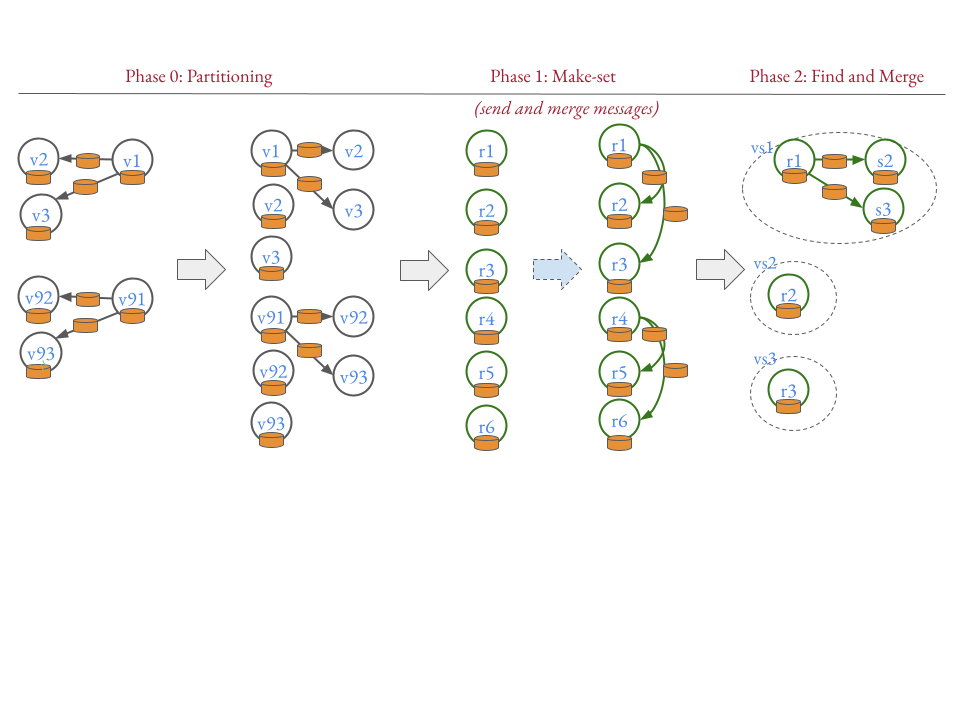 Phase 0: Partitioning
Phase 1: Make-set
Phase 2: Find and Merge
(send and merge messages)
v2
v1
v3
v92
v91
v93
v1
v2
v2
v3
v3
v91
v92
v92
v93
v93
r1
r2
r3
r4
r5
r6
r1
r2
r3
r4
r5
r6
vs1
r1
s2
s3
vs2
r2
vs3
r3